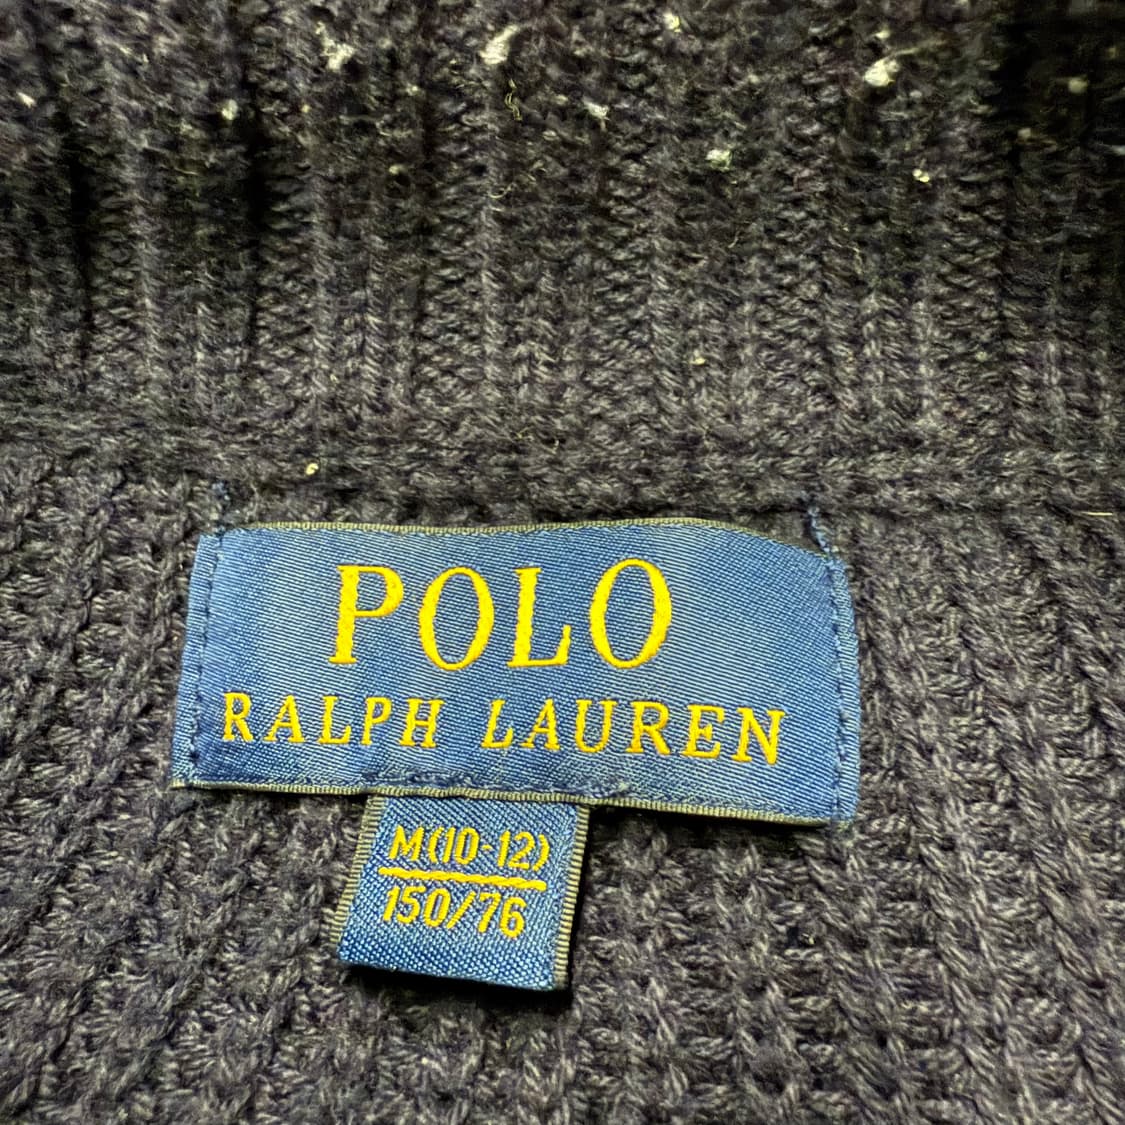 POLO
RALPH LAUREN
M(10-12)
150/76